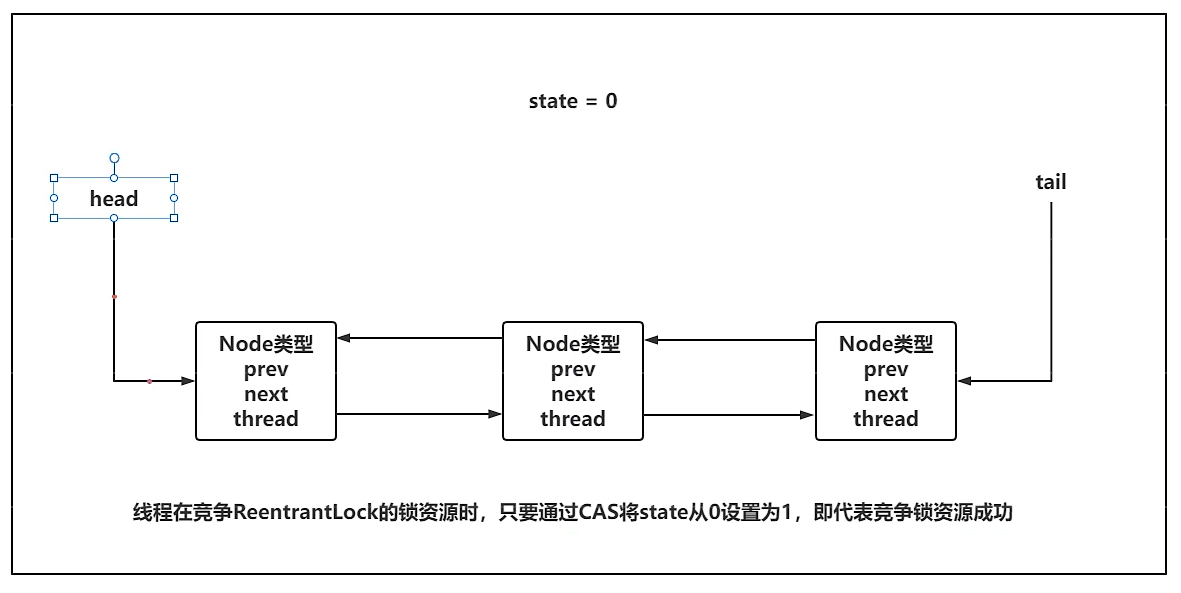 state = 0
head
tail
Node类型
prev
next
thread
Node类型
prev
next
thread
Node类型
prev
next
thread
线程在竞争ReentrantLock的锁资源时，只要通过CAS将state从0设置为1，即代表竞争锁资源成功